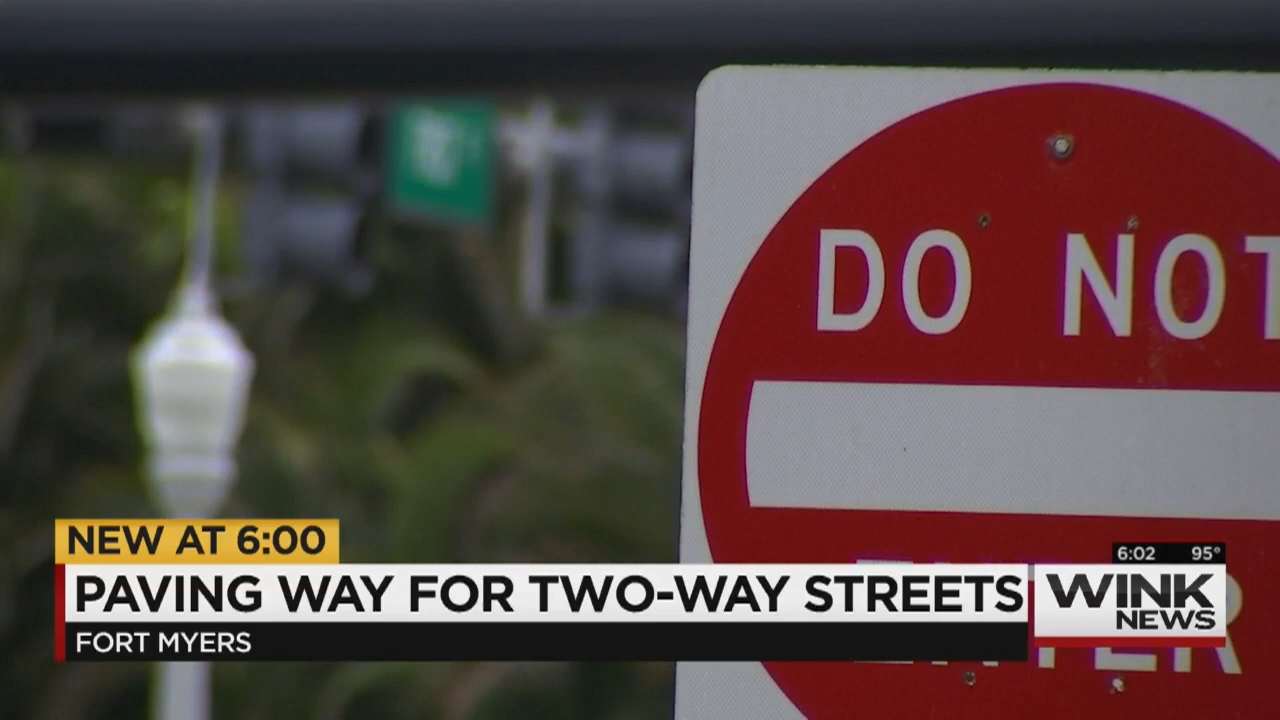 DO NOT
ENTER
NEW AT 6:00
PAVING WAY FOR TWO-WAY STREETS
FORT MYERS
6:02 95°
WINK
NEWS